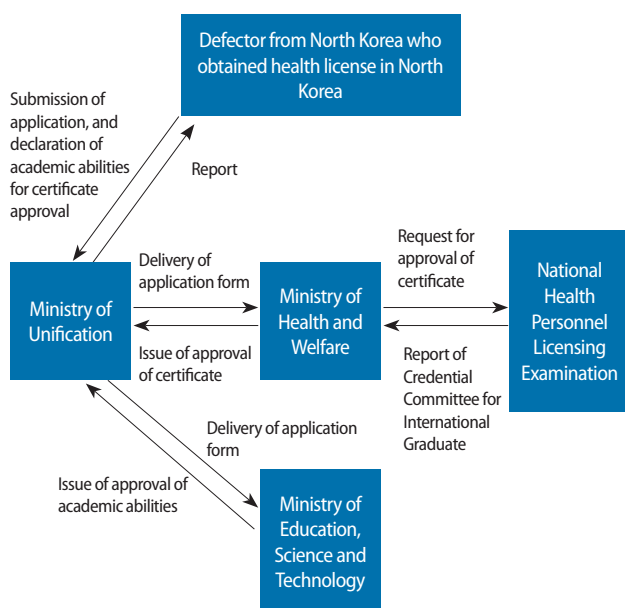 Defector from North Korea who
obtained health license in North
Korea
Submission of
application, and
declaration of
academic abilities
for certificate
approval
Report
Delivery of
application form
Request for
approval of
certificate
Ministry of
Unification
Ministry of
Health and
Welfare
National
Health
Personnel
Licensing
Examination
Issue of approval
of certificate
Report of
Credential
Committee for
International
Graduate
Delivery of application
form
Issue of approval of
academic abilities
Ministry of
Education,
Science and
Technology